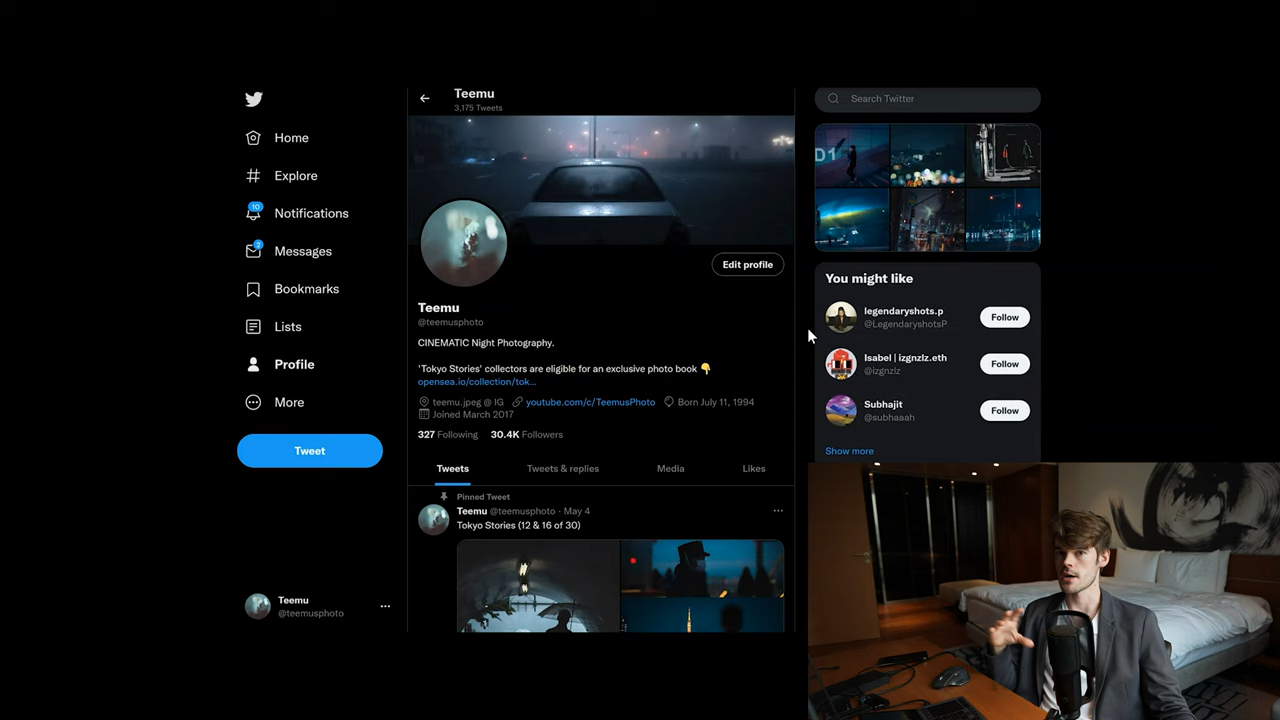 Home
Explore
10
Notifications
2
Messages
Bookmarks
Lists
Profile
More
Tweet
Teemu
@teemusphoto
Teemu
3,175 Tweets
Edit profile
Teemu
@teemusphoto
CINEMATIC Night Photography.
'Tokyo Stories' collectors are eligible for an exclusive photo book 👇
opensea.io/collection/tok...
teemu.jpeg @ IG youtube.com/c/TeemusPhoto Born July 11, 1994
Joined March 2017
327 Following 30.4K Followers
Tweets Tweets & replies Media Likes
Pinned Tweet
Teemu @teemusphoto · May 4
Tokyo Stories (12 & 16 of 30)
Search Twitter
D1
You might like
legendaryshots.p
@LegendaryshotsP
Follow
Isabel | izgnzlz.eth
@izgnzlz
Follow
Subhajit
@subhaaah
Follow
Show more